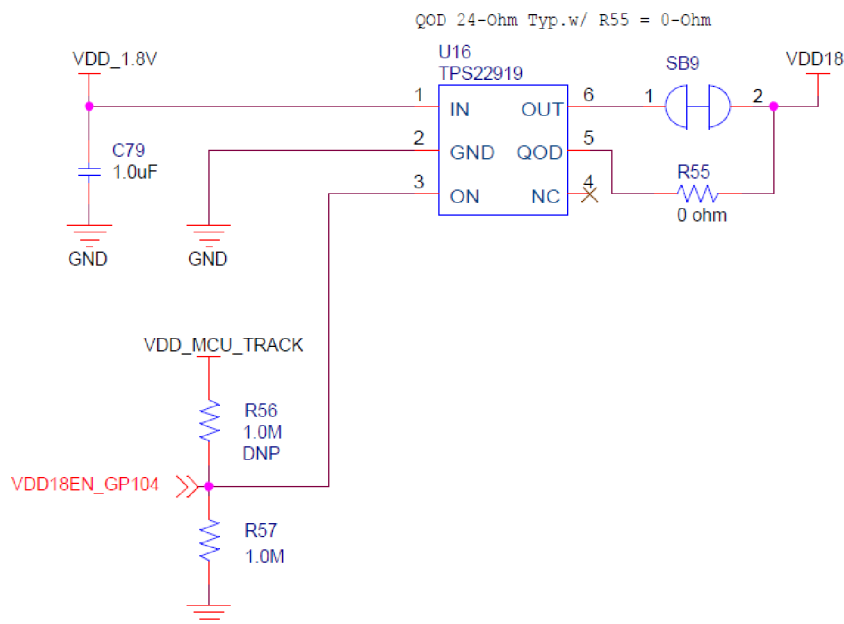 QOD 24-Ohm Typ.w/ R55 = 0-Ohm
VDD_1.8V
U16
TPS22919
SB9
VDD18
1
IN
OUT
6
1
2
C79
1.0uF
2
GND
QOD
5
R55
0 ohm
3
ON
NC
4
GND
GND
VDD_MCU_TRACK
R56
1.0M
DNP
VDD18EN_GP104
R57
1.0M